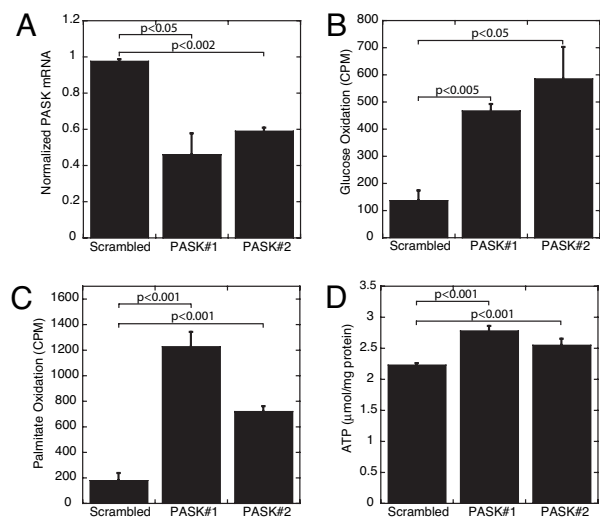 A
Normalized PASK mRNA
1.2
1
0.8
0.6
0.4
0.2
0
p<0.05
p<0.002
Scrambled PASK#1 PASK#2
B
Glucose Oxidation (CPM)
800
700
600
500
400
300
200
100
0
p<0.05
p<0.005
Scrambled PASK#1 PASK#2
C
Palmitate Oxidation (CPM)
1600
1400
1200
1000
800
600
400
200
0
p<0.001
p<0.001
Scrambled PASK#1 PASK#2
D
ATP (μmol/mg protein)
3.5
3
2.5
2
1.5
1
0.5
0
p<0.001
p<0.001
Scrambled PASK#1 PASK#2